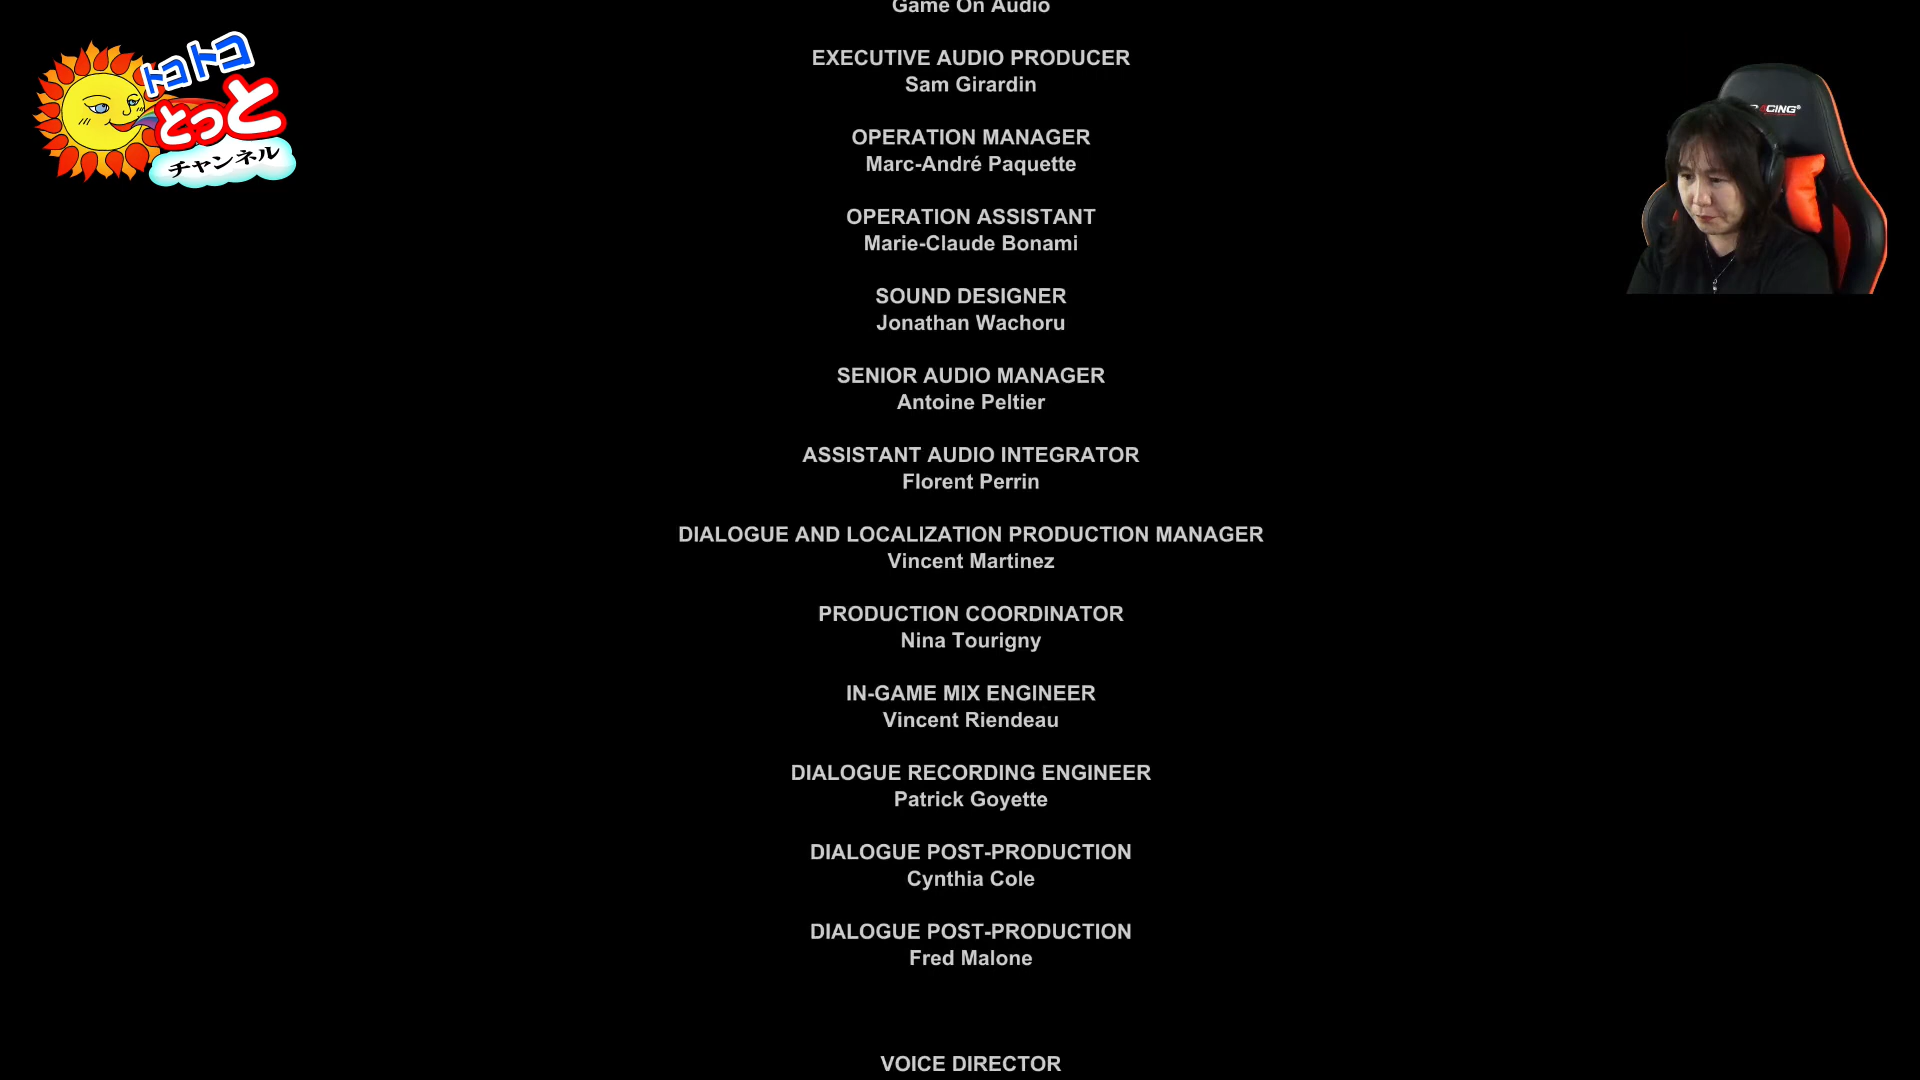 Game On Audio
トコトコ
とっと
チャンネル
EXECUTIVE AUDIO PRODUCER
Sam Girardin
OPERATION MANAGER
Marc-André Paquette
OPERATION ASSISTANT
Marie-Claude Bonami
SOUND DESIGNER
Jonathan Wachoru
SENIOR AUDIO MANAGER
Antoine Peltier
ASSISTANT AUDIO INTEGRATOR
Florent Perrin
DIALOGUE AND LOCALIZATION PRODUCTION MANAGER
Vincent Martinez
PRODUCTION COORDINATOR
Nina Tourigny
IN-GAME MIX ENGINEER
Vincent Riendeau
DIALOGUE RECORDING ENGINEER
Patrick Goyette
DIALOGUE POST-PRODUCTION
Cynthia Cole
DIALOGUE POST-PRODUCTION
Fred Malone
VOICE DIRECTOR